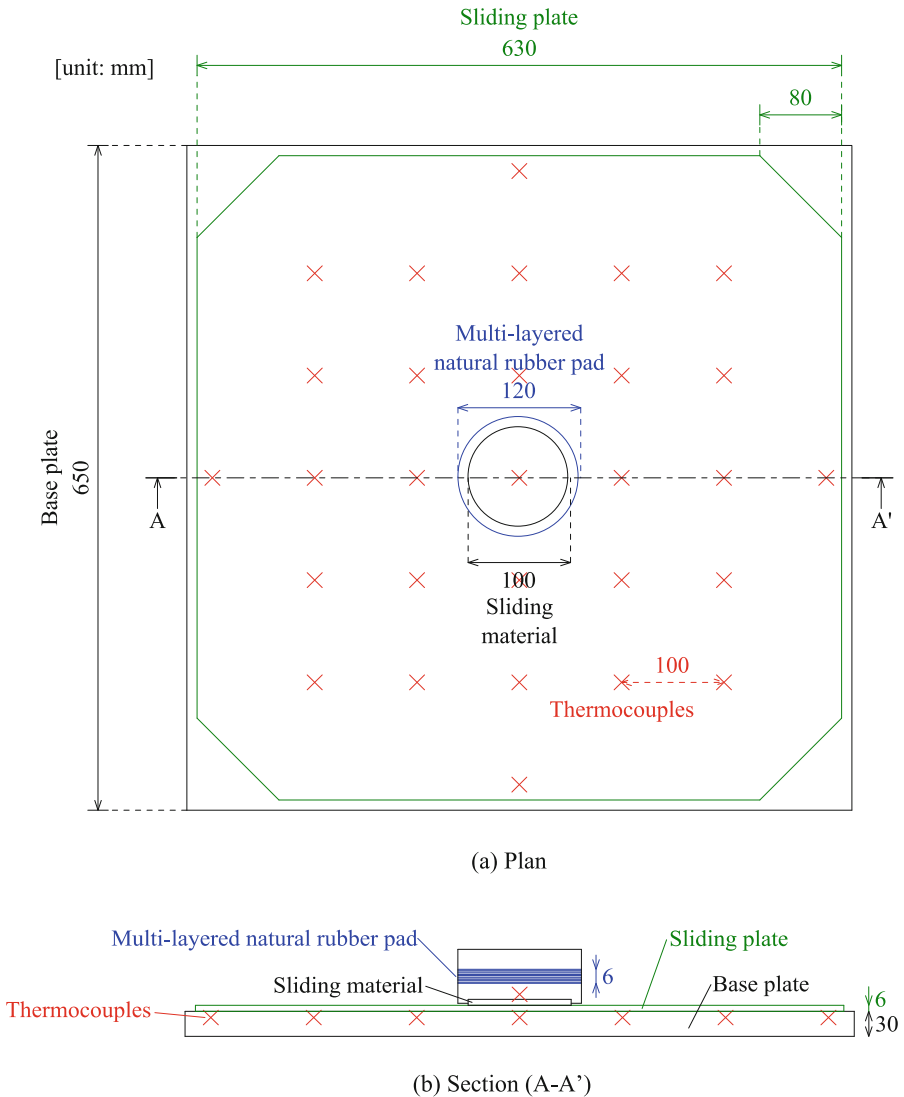 Sliding plate
630
[unit: mm]
80
Multi-layered
natural rubber pad
120
Base plate
650
A
A'
100
Sliding
material
100
Thermocouples
(a) Plan
Multi-layered natural rubber pad
Sliding plate
6
Sliding material
Base plate
Thermocouples
6
30
(b) Section (A-A’)